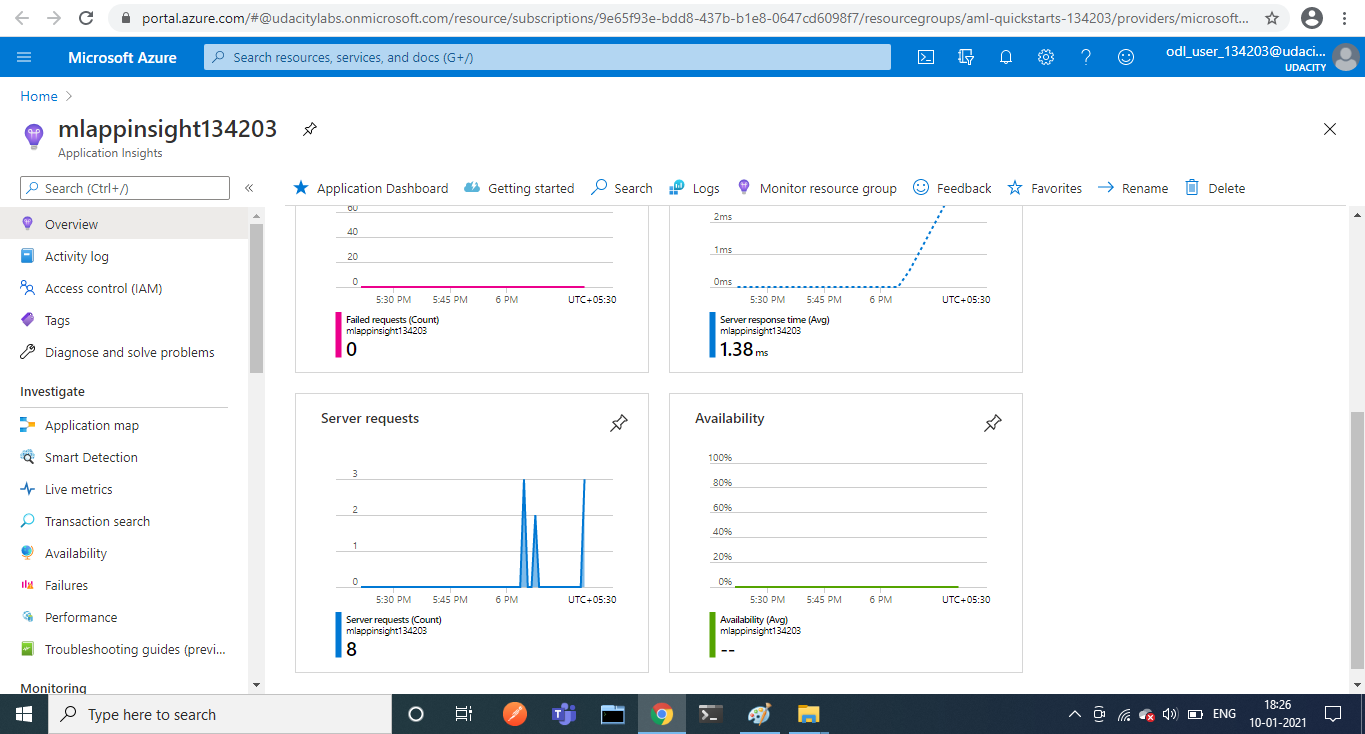 portal.azure.com/#@udacitylabs.onmicrosoft.com/resource/subscriptions/9e65f93e-bdd8-437b-b1e8-0647cd6098f7/resourcegroups/aml-quickstarts-134203/providers/microsoft...
Microsoft Azure
Search resources, services, and docs (G+/)
odl_user_134203@udaci...
UDACITY
Home
mlappinsight134203
Application Insights
Search (Ctrl+/)
Application Dashboard
Getting started
Search
Logs
Monitor resource group
Feedback
Favorites
Rename
Delete
Overview
Activity log
Access control (IAM)
Tags
Diagnose and solve problems
Investigate
Application map
Smart Detection
Live metrics
Transaction search
Availability
Failures
Performance
Troubleshooting guides (previ...
Monitoring
60
40
20
0
5:30 PM 5:45 PM 6 PM UTC+05:30
Failed requests (Count)
mlappinsight134203
0
2ms
1ms
0ms
5:30 PM 5:45 PM 6 PM UTC+05:30
Server response time (Avg)
mlappinsight134203
1.38 ms
Server requests
3
2
1
0
5:30 PM 5:45 PM 6 PM UTC+05:30
Server requests (Count)
mlappinsight134203
8
Availability
100%
80%
60%
40%
20%
0%
5:30 PM 5:45 PM 6 PM UTC+05:30
Availability (Avg)
mlappinsight134203
--
Type here to search
ENG
18:26
10-01-2021